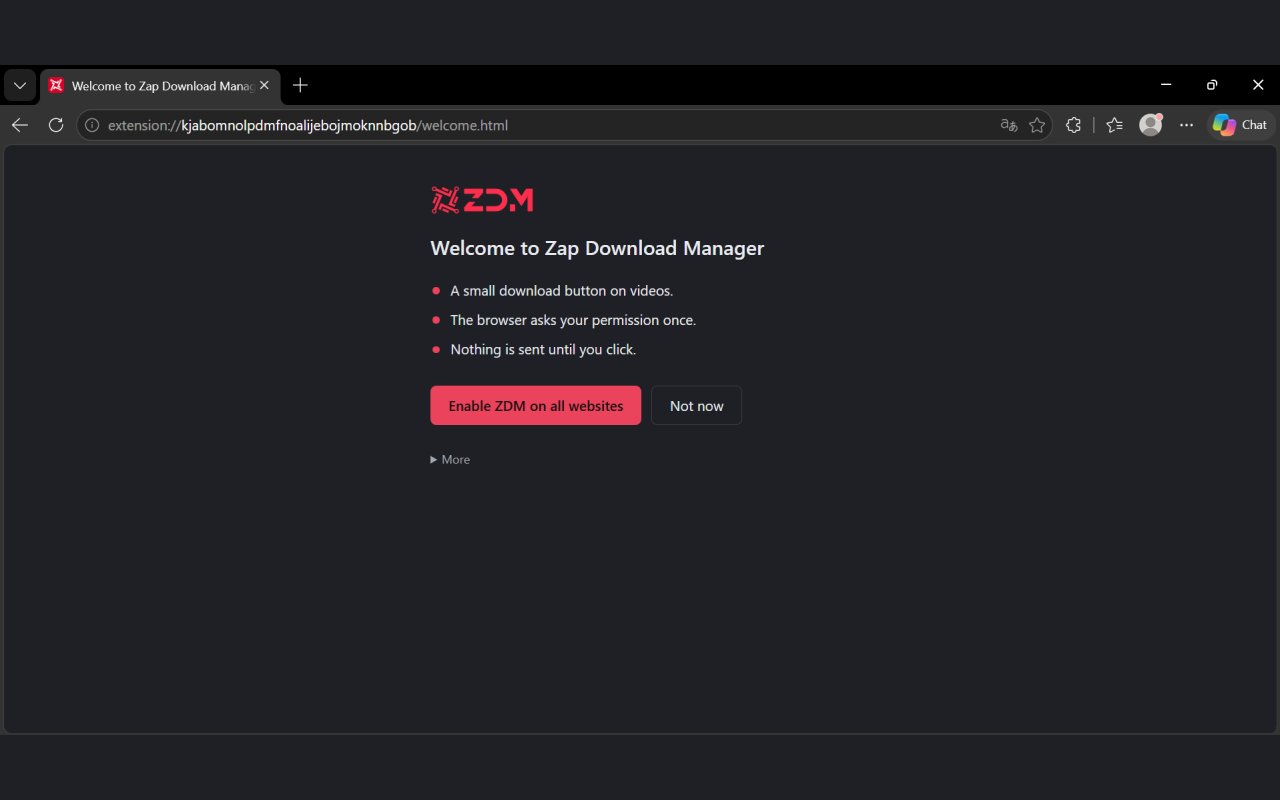 Welcome to Zap Download Manag
extension://kjabomnolpdmfnoalijebojmoknnbgob/welcome.html
Chat
ZDM
Welcome to Zap Download Manager
A small download button on videos.
The browser asks your permission once.
Nothing is sent until you click.
Enable ZDM on all websites
Not now
More